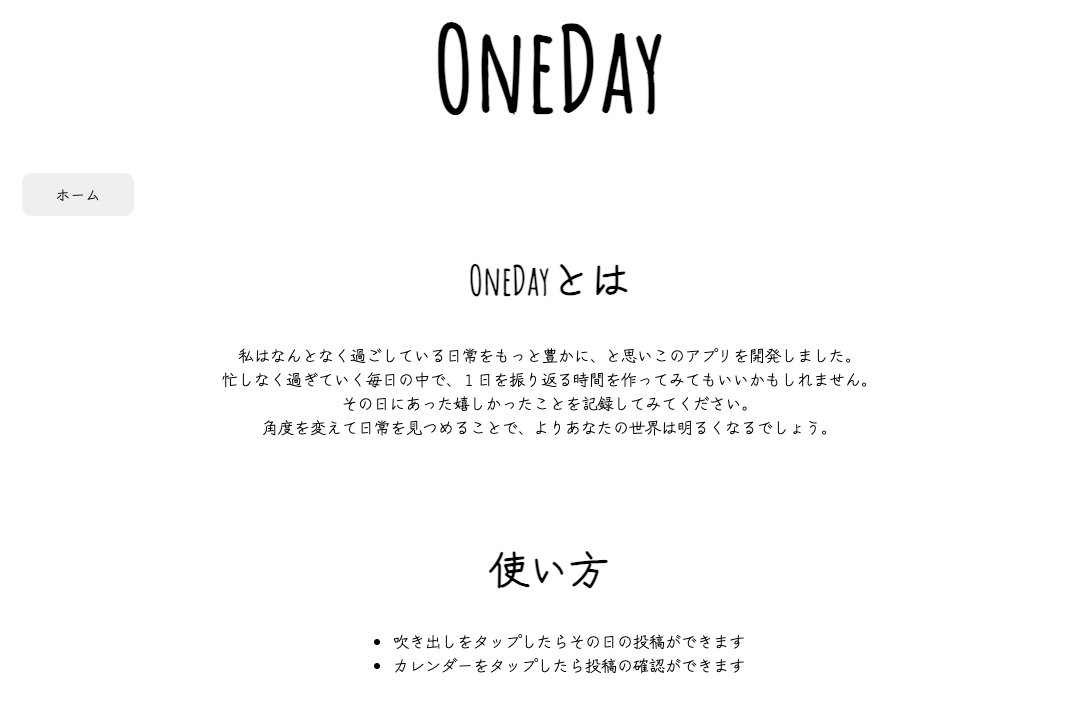 OneDay
ホーム
OneDayとは
私はなんとなく過ごしている日常をもっと豊かに、と思いこのアプリを開発しました。
忙しなく過ぎていく毎日の中で、１日を振り返る時間を作ってみてもいいかもしれません。
その日にあった嬉しかったことを記録してみてください。
角度を変えて日常を見つめることで、よりあなたの世界は明るくなるでしょう。
使い方
• 吹き出しをタップしたらその日の投稿ができます
• カレンダーをタップしたら投稿の確認ができます